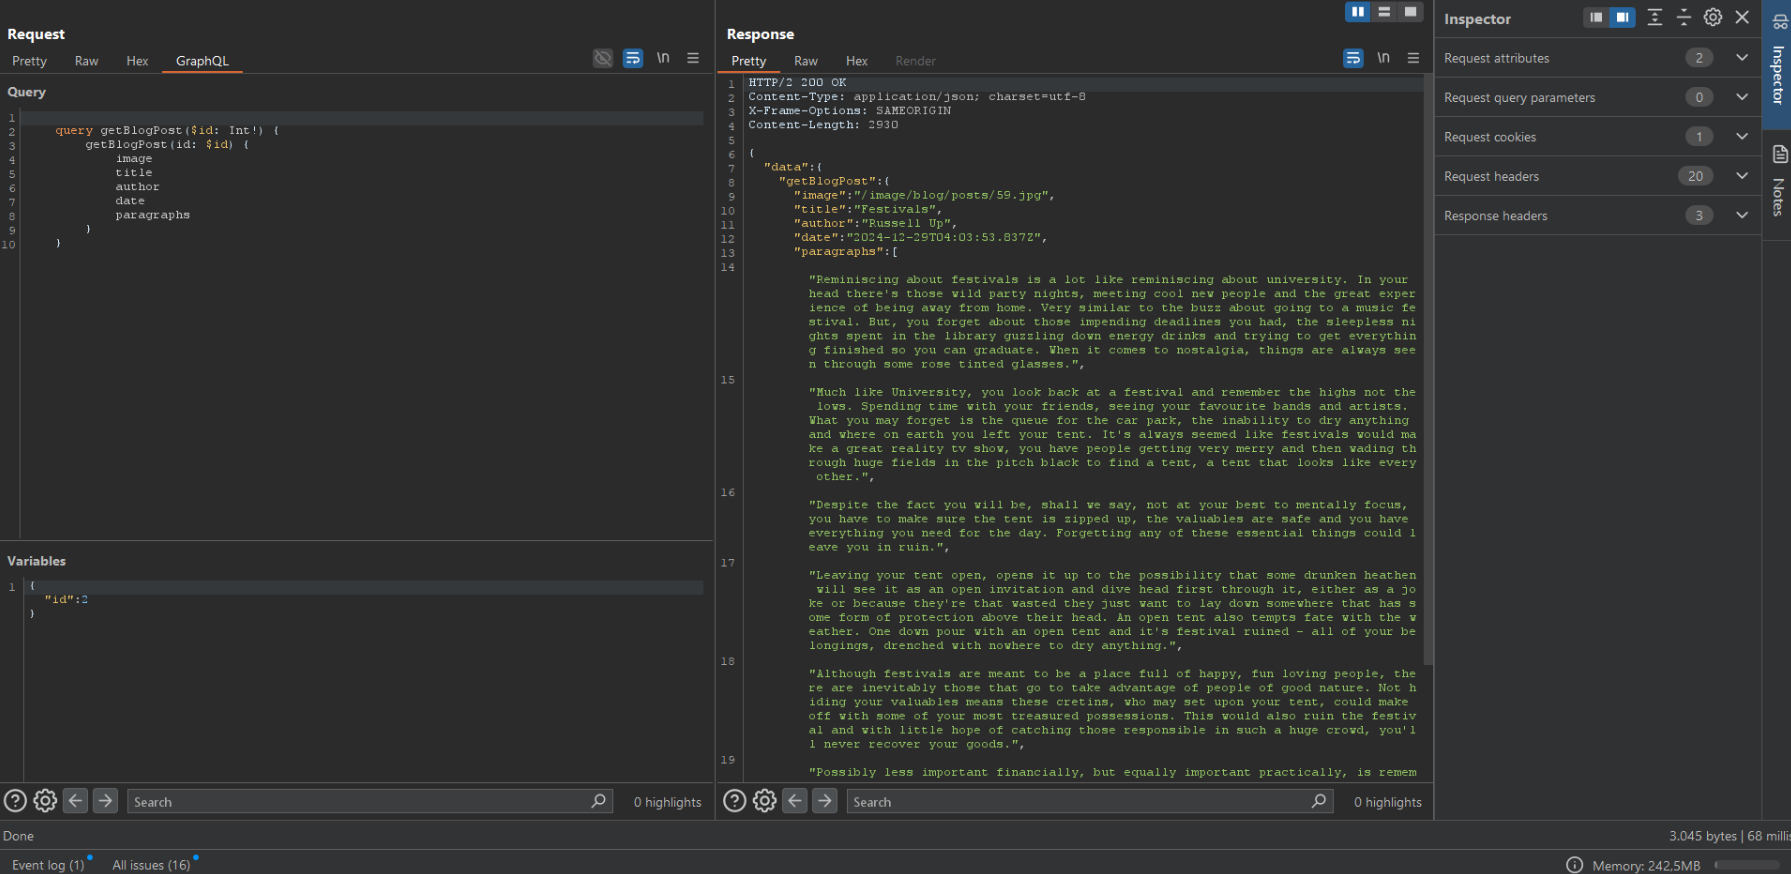 Request
Pretty Raw Hex GraphQL \n
Query
1
2 query getBlogPost($id: Int!) {
3 getBlogPost(id: $id) {
4 image
5 title
6 author
7 date
8 paragraphs
9 }
10 }
Variables
1 {
"id":2
}
Search 0 highlights
Response
Pretty Raw Hex Render \n
1 HTTP/2 200 OK
2 Content-Type: application/json; charset=utf-8
3 X-Frame-Options: SAMEORIGIN
4 Content-Length: 2930
5
6 {
7 "data":{
8 "getBlogPost":{
9 "image":"/image/blog/posts/59.jpg",
10 "title":"Festivals",
11 "author":"Russell Up",
12 "date":"2024-12-29T04:03:53.837Z",
13 "paragraphs":[
14
"Reminiscing about festivals is a lot like reminiscing about university. In your
head there's those wild party nights, meeting cool new people and the great exper
ience of being away from home. Very similar to the buzz about going to a music fe
stival. But, you forget about those impending deadlines you had, the sleepless ni
ghts spent in the library guzzling down energy drinks and trying to get everythin
g finished so you can graduate. When it comes to nostalgia, things are always see
n through some rose tinted glasses.",
15
"Much like University, you look back at a festival and remember the highs not the
lows. Spending time with your friends, seeing your favourite bands and artists.
What you may forget is the queue for the car park, the inability to dry anything
and where on earth you left your tent. It's always seemed like festivals would ma
ke a great reality tv show, you have people getting very merry and then wading th
rough huge fields in the pitch black to find a tent, a tent that looks like every
other.",
16
"Despite the fact you will be, shall we say, not at your best to mentally focus,
you have to make sure the tent is zipped up, the valuables are safe and you have
everything you need for the day. Forgetting any of these essential things could l
eave you in ruin.",
17
"Leaving your tent open, opens it up to the possibility that some drunken heathen
will see it as an open invitation and dive head first through it, either as a jo
ke or because they're that wasted they just want to lay down somewhere that has s
ome form of protection above their head. An open tent also tempts fate with the w
eather. One down pour with an open tent and it's festival ruined - all of your be
longings, drenched with nowhere to dry anything.",
18
"Although festivals are meant to be a place full of happy, fun loving people, the
re are inevitably those that go to take advantage of people of good nature. Not h
iding your valuables means these cretins, who may set upon your tent, could make
off with some of your most treasured possessions. This would also ruin the festiv
al and with little hope of catching those responsible in such a huge crowd, you'l
l never recover your goods.",
19
"Possibly less important financially, but equally important practically, is remem
Search 0 highlights
Inspector
Request attributes 2
Request query parameters 0
Request cookies 1
Request headers 20
Response headers 3
Inspector
Notes
Done 3.045 bytes | 68 millis
Event log (1) All issues (16) Memory: 242,5MB